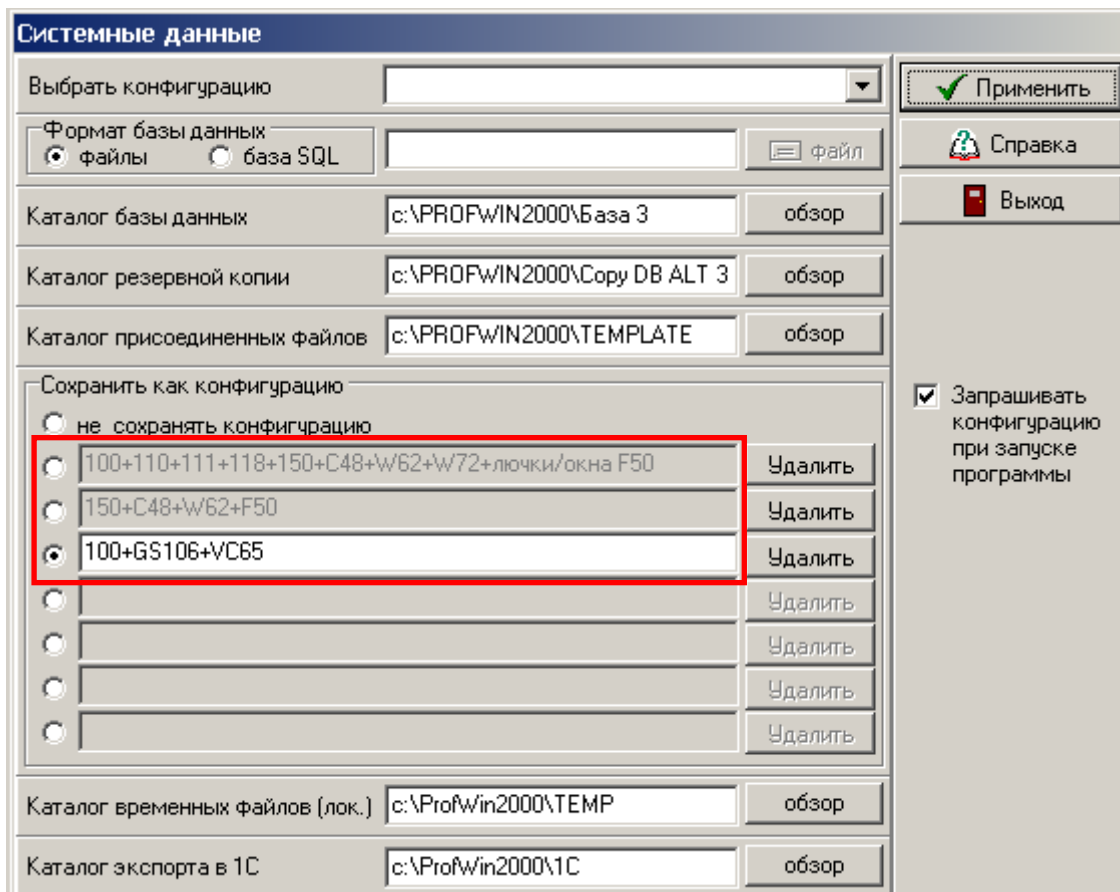 Системные данные
Выбрать конфигурацию
Применить
Формат базы данных
файлы база SQL
файл
Справка
Каталог базы данных
c:\PROFWIN2000\База 3
обзор
Выход
Каталог резервной копии
c:\PROFWIN2000\Copy DB ALT 3
обзор
Каталог присоединенных файлов
c:\PROFWIN2000\TEMPLATE
обзор
Сохранить как конфигурацию
не сохранять конфигурацию
100+110+111+118+150+C48+W62+W72+лючки/окна F50
Удалить
150+C48+W62+F50
Удалить
100+GS106+VC65
Удалить
Удалить
Удалить
Удалить
Удалить
Запрашивать
конфигурацию
при запуске
программы
Каталог временных файлов (лок.)
c:\ProfWin2000\TEMP
обзор
Каталог экспорта в 1С
c:\ProfWin2000\1C
обзор